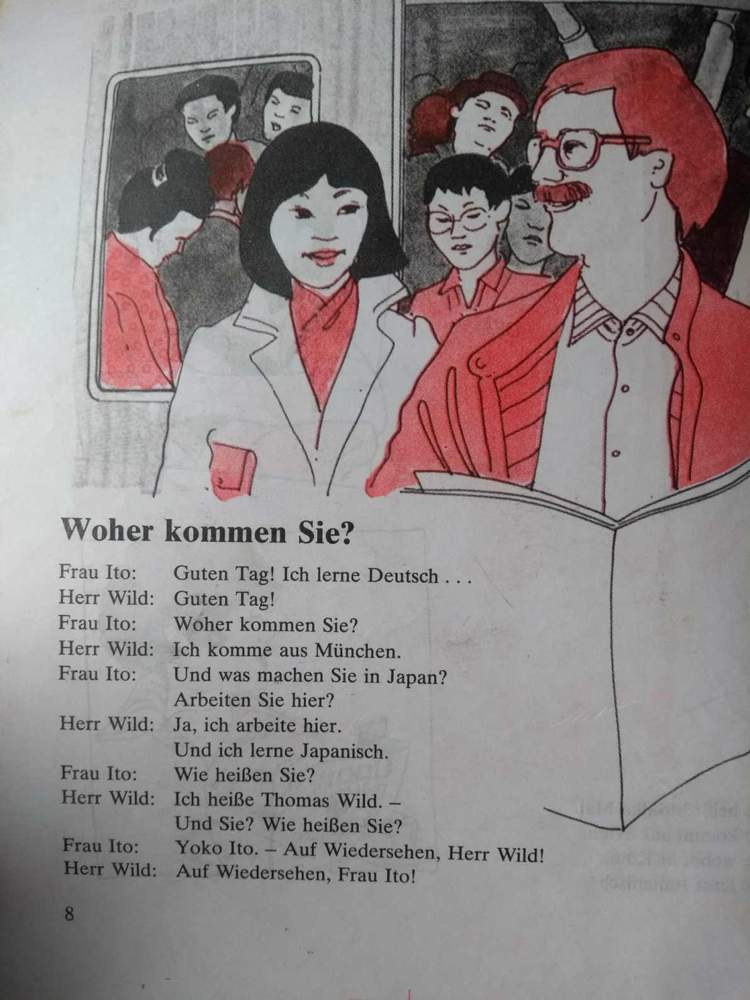 Woher kommen Sie?
Frau Ito: Guten Tag! Ich lerne Deutsch . . .
Herr Wild: Guten Tag!
Frau Ito: Woher kommen Sie?
Herr Wild: Ich komme aus München.
Frau Ito: Und was machen Sie in Japan?
Arbeiten Sie hier?
Herr Wild: Ja, ich arbeite hier.
Und ich lerne Japanisch.
Frau Ito: Wie heißen Sie?
Herr Wild: Ich heiße Thomas Wild. –
Und Sie? Wie heißen Sie?
Frau Ito: Yoko Ito. – Auf Wiedersehen, Herr Wild!
Herr Wild: Auf Wiedersehen, Frau Ito!
8